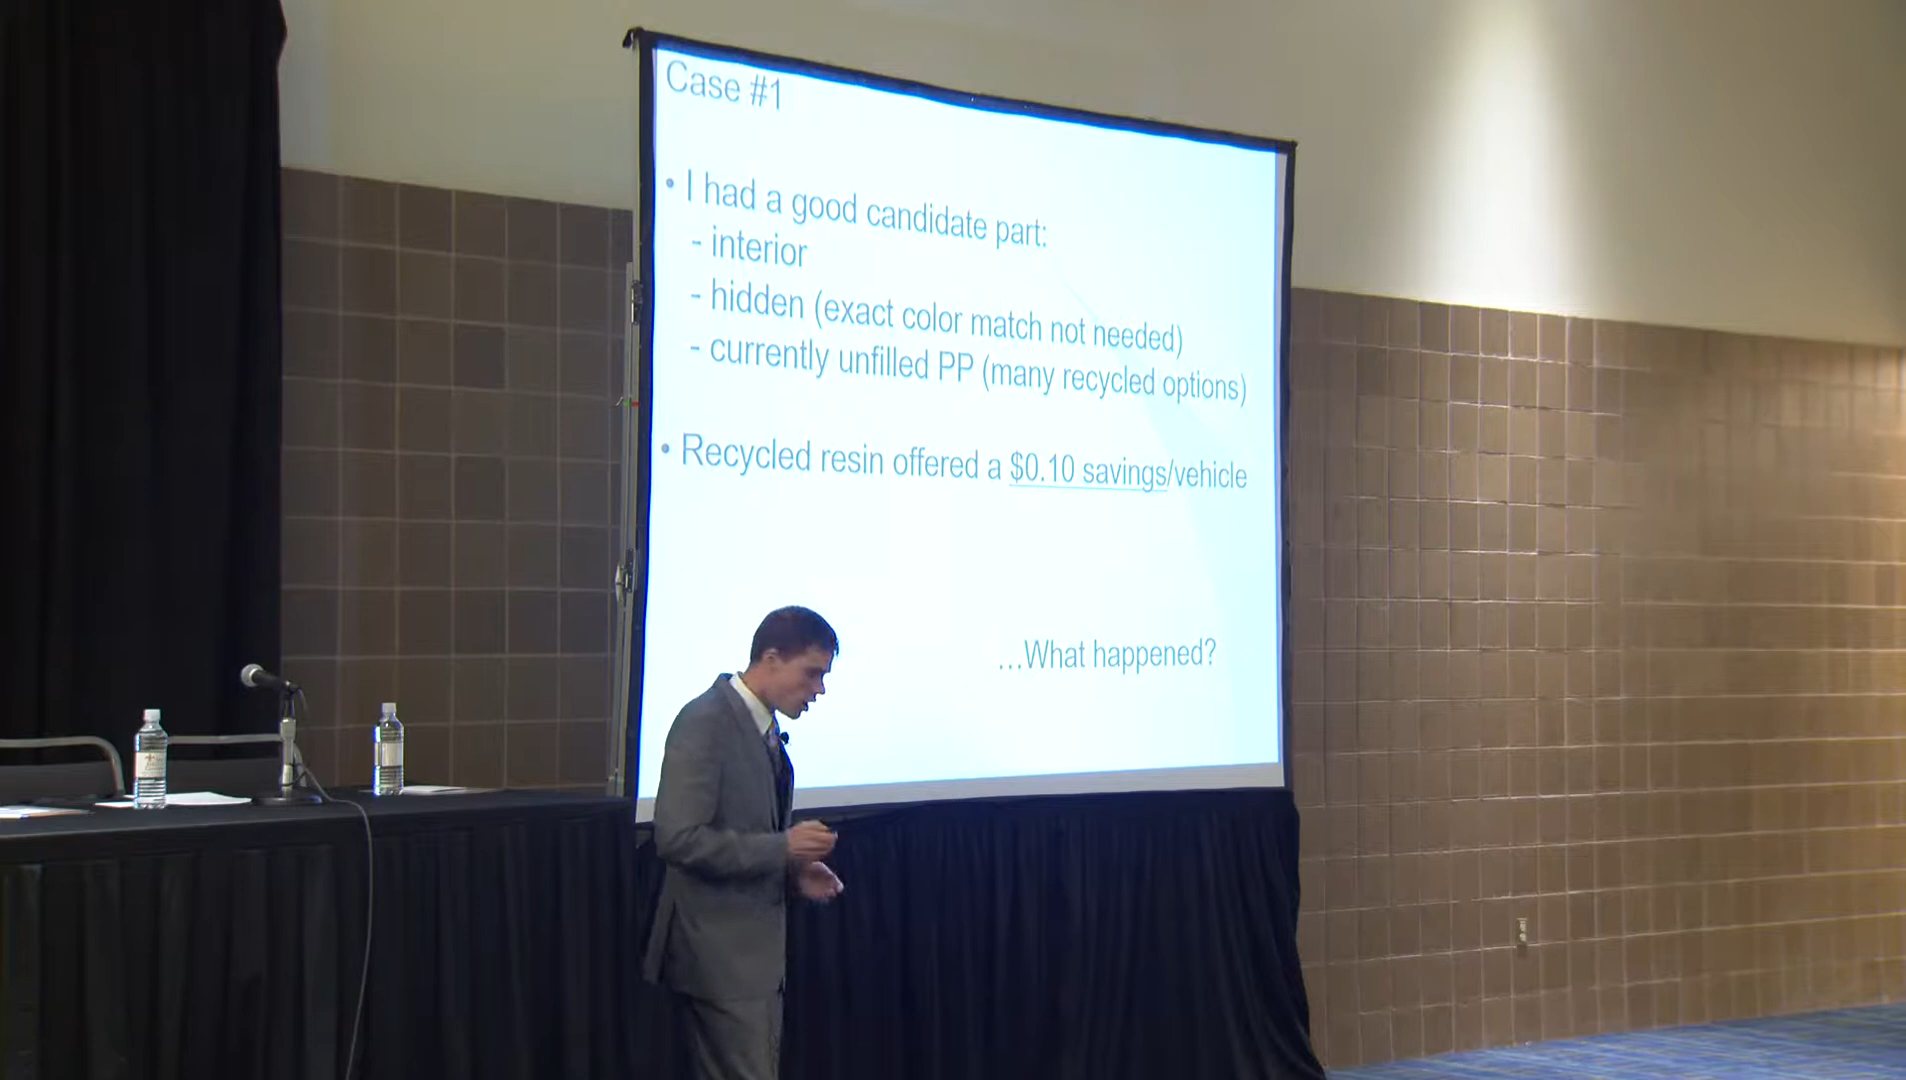 Case #1
• I had a good candidate part:
- interior
- hidden (exact color match not needed)
- currently unfilled PP (many recycled options)
• Recycled resin offered a $0.10 savings/vehicle
...What happened?